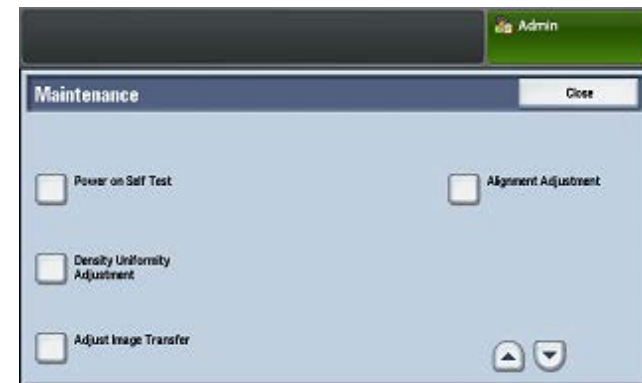 Admin
Maintenance
Close
Power on Self Test
Alignment Adjustment
Density Uniformity
Adjustment
Adjust Image Transfer